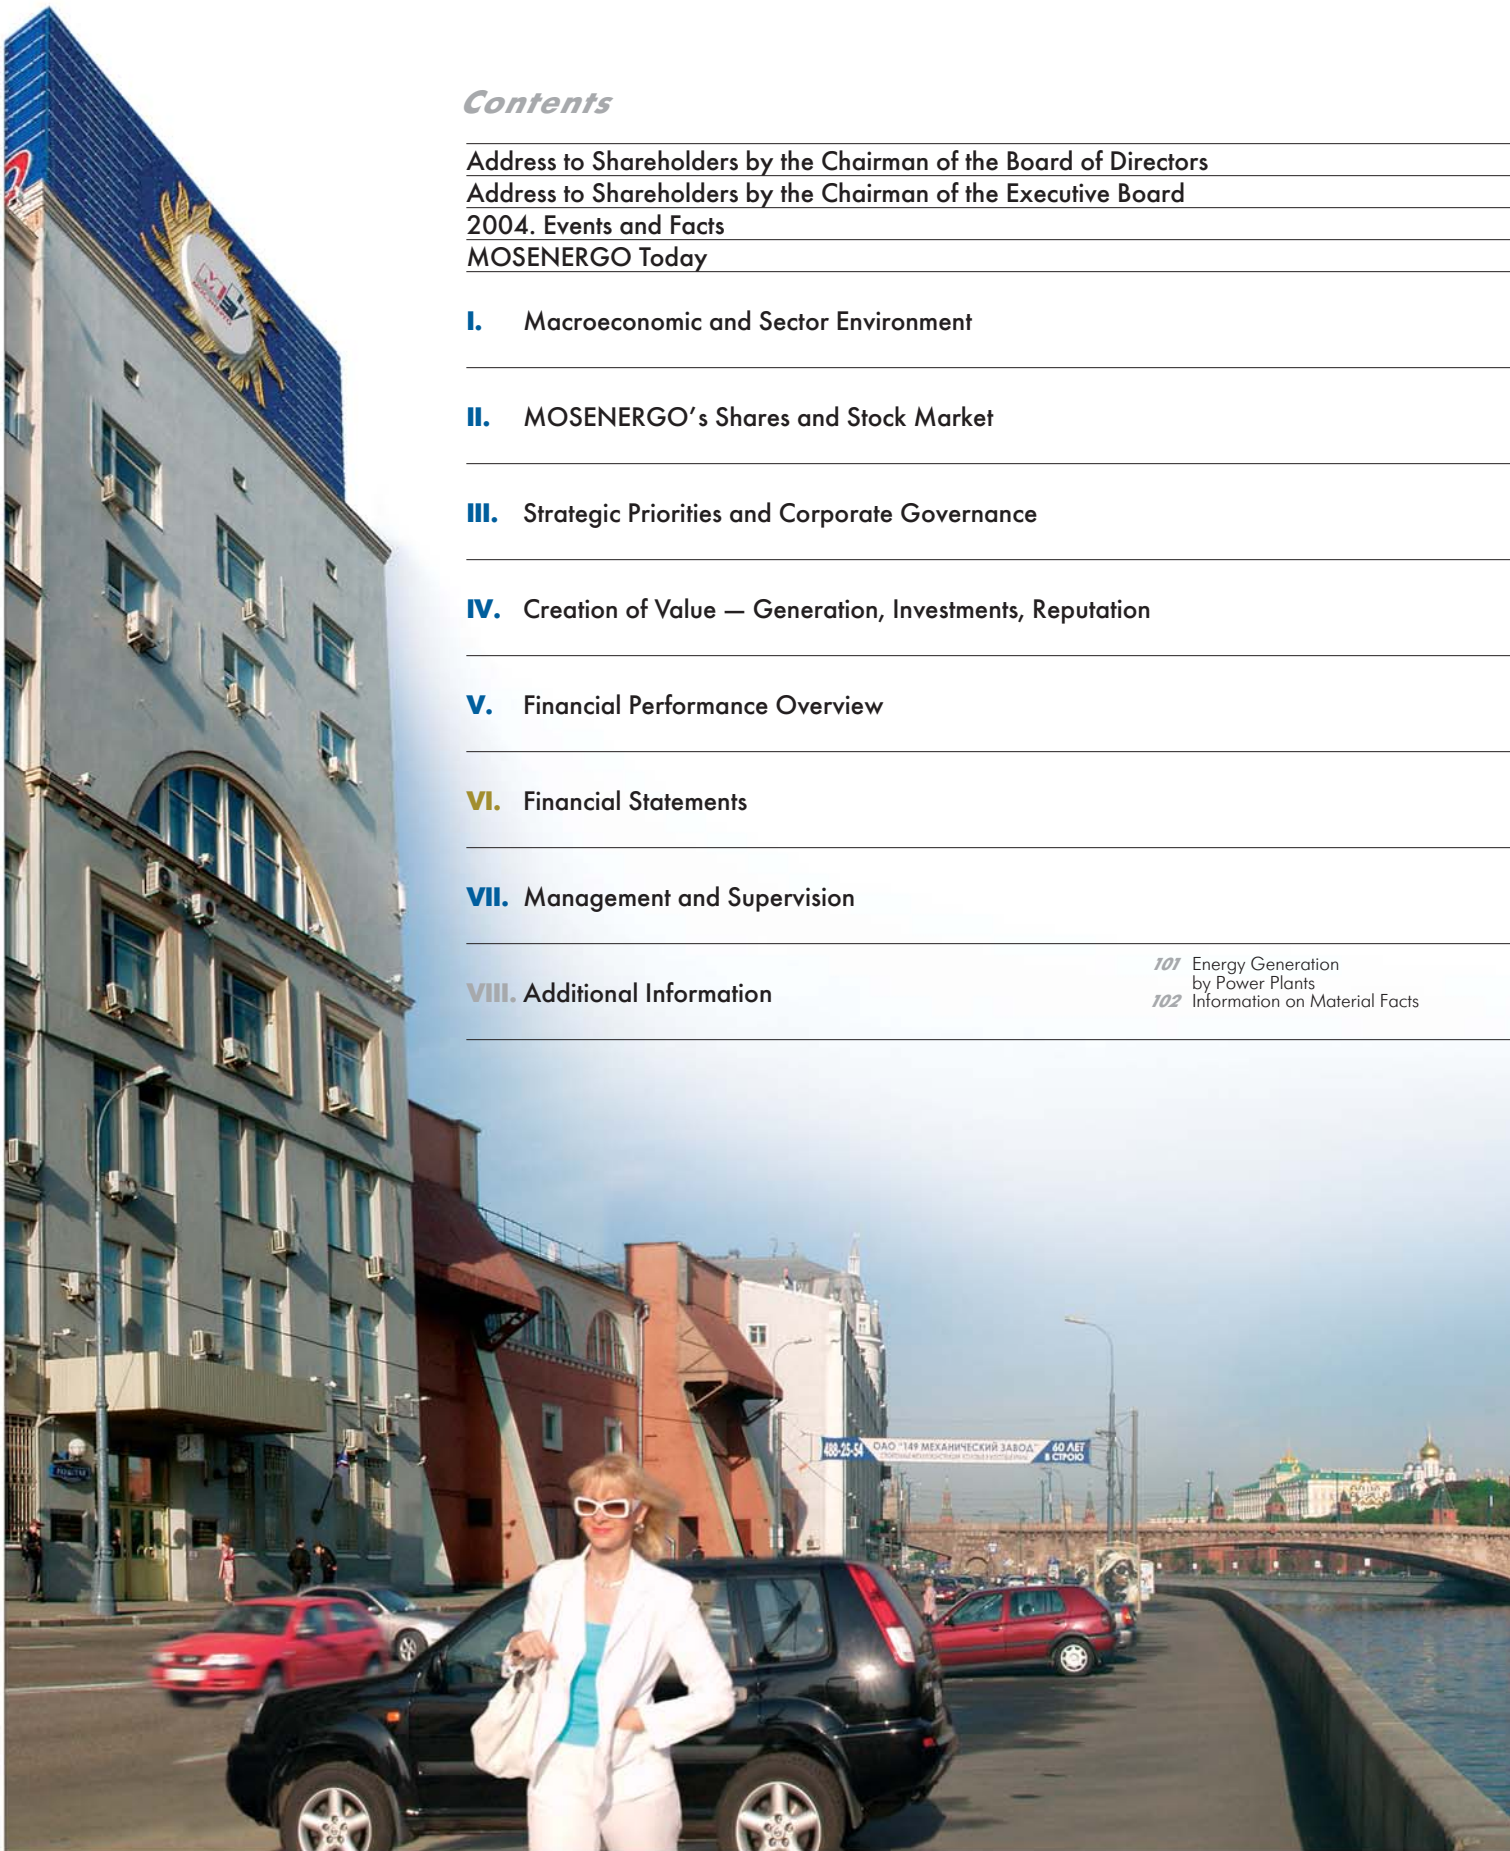 Contents
Address to Shareholders by the Chairman of the Board of Directors
Address to Shareholders by the Chairman of the Executive Board
2004. Events and Facts
MOSENERGO Today
I. Macroeconomic and Sector Environment
II. MOSENERGO’s Shares and Stock Market
III. Strategic Priorities and Corporate Governance
IV. Creation of Value — Generation, Investments, Reputation
V. Financial Performance Overview
VI. Financial Statements
VII. Management and Supervision
VIII. Additional Information
101 Energy Generation
by Power Plants
102 Information on Material Facts
488-25-54
ОАО "149 МЕХАНИЧЕСКИЙ ЗАВОД"
60 ЛЕТ
В СТРОЮ